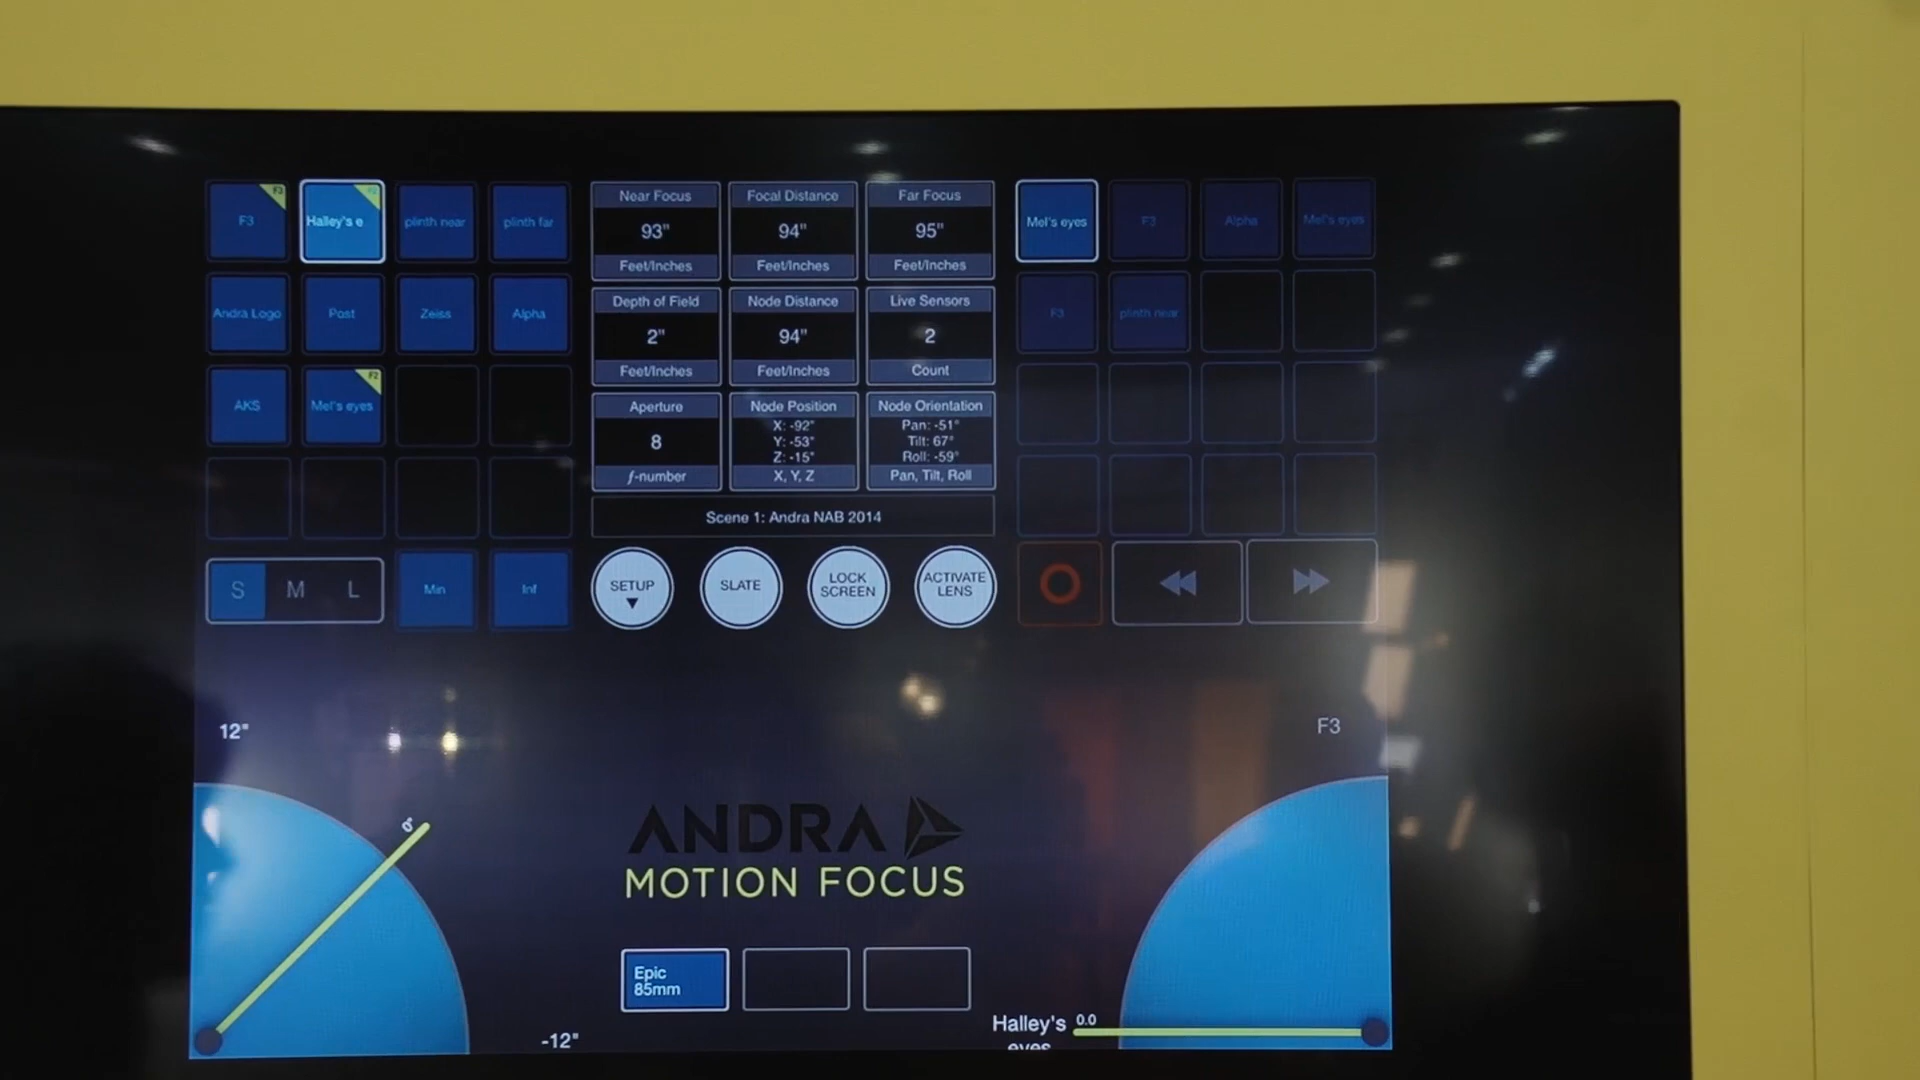 F3
F3
Halley's e
F2
plinth near
plinth far
Andra Logo
Post
Zeiss
Alpha
AKS
Mel's eyes
F2
S M L
Min
Inf
Near Focus
93"
Feet/Inches
Focal Distance
94"
Feet/Inches
Far Focus
95"
Feet/Inches
Depth of Field
2"
Feet/Inches
Node Distance
94"
Feet/Inches
Live Sensors
2
Count
Aperture
8
f-number
Node Position
X: -92"
Y: -53"
Z: -15"
X, Y, Z
Node Orientation
Pan: -51°
Tilt: 67°
Roll: -59°
Pan, Tilt, Roll
Scene 1: Andra NAB 2014
SETUP
SLATE
LOCK
SCREEN
ACTIVATE
LENS
Mel's eyes
F3
Alpha
Mel's eyes
F3
plinth near
12"
0"
-12"
ANDRA
MOTION FOCUS
Epic
85mm
F3
Halley's
eyes
0.0